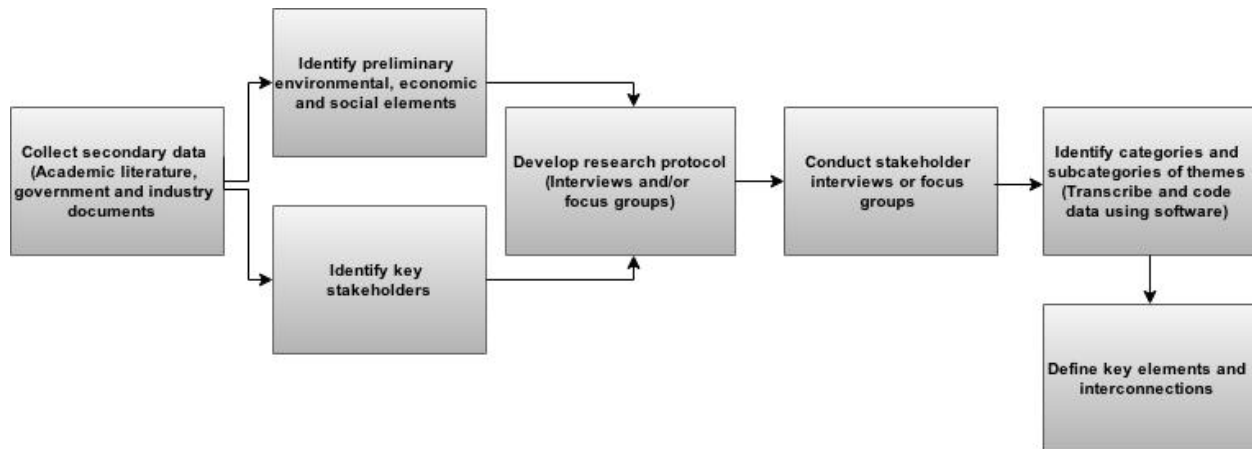 Collect secondary data
(Academic literature,
government and industry
documents
Identify preliminary
environmental, economic
and social elements
Identify key
stakeholders
Develop research protocol
(Interviews and/or
focus groups)
Conduct stakeholder
interviews or focus
groups
Identify categories and
subcategories of themes
(Transcribe and code
data using software)
Define key elements and
interconnections